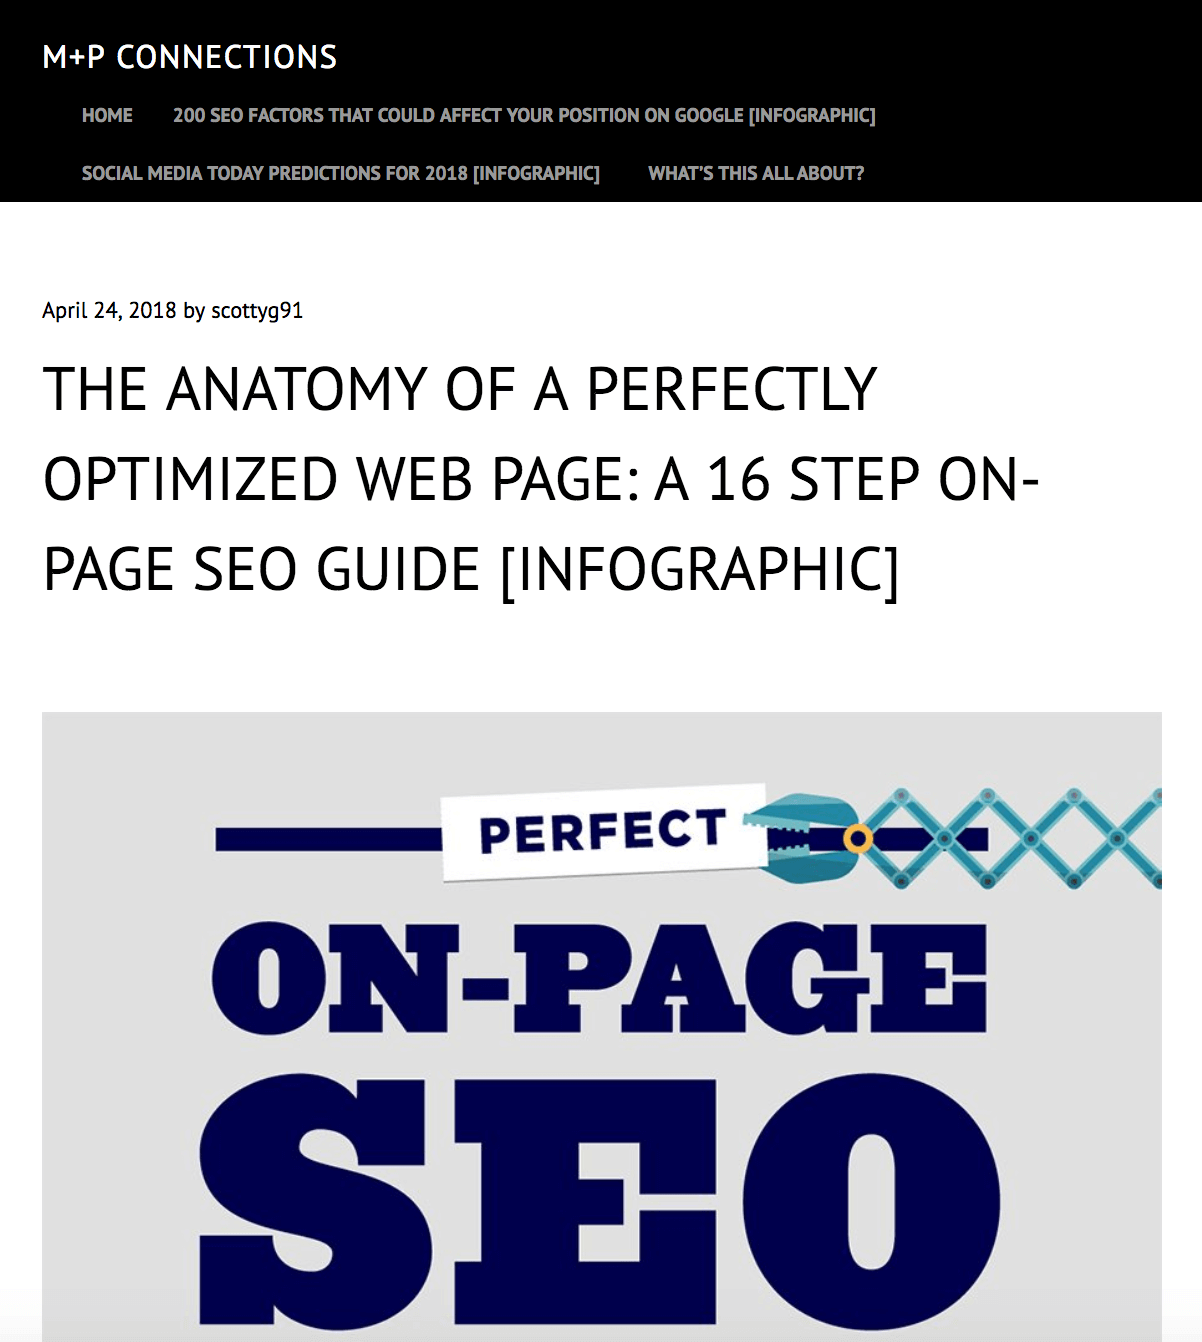 M+P CONNECTIONS
HOME 200 SEO FACTORS THAT COULD AFFECT YOUR POSITION ON GOOGLE [INFOGRAPHIC]
SOCIAL MEDIA TODAY PREDICTIONS FOR 2018 [INFOGRAPHIC] WHAT'S THIS ALL ABOUT?
April 24, 2018 by scottyg91
THE ANATOMY OF A PERFECTLY
OPTIMIZED WEB PAGE: A 16 STEP ON-
PAGE SEO GUIDE [INFOGRAPHIC]
PERFECT
ON-PAGE
SEO